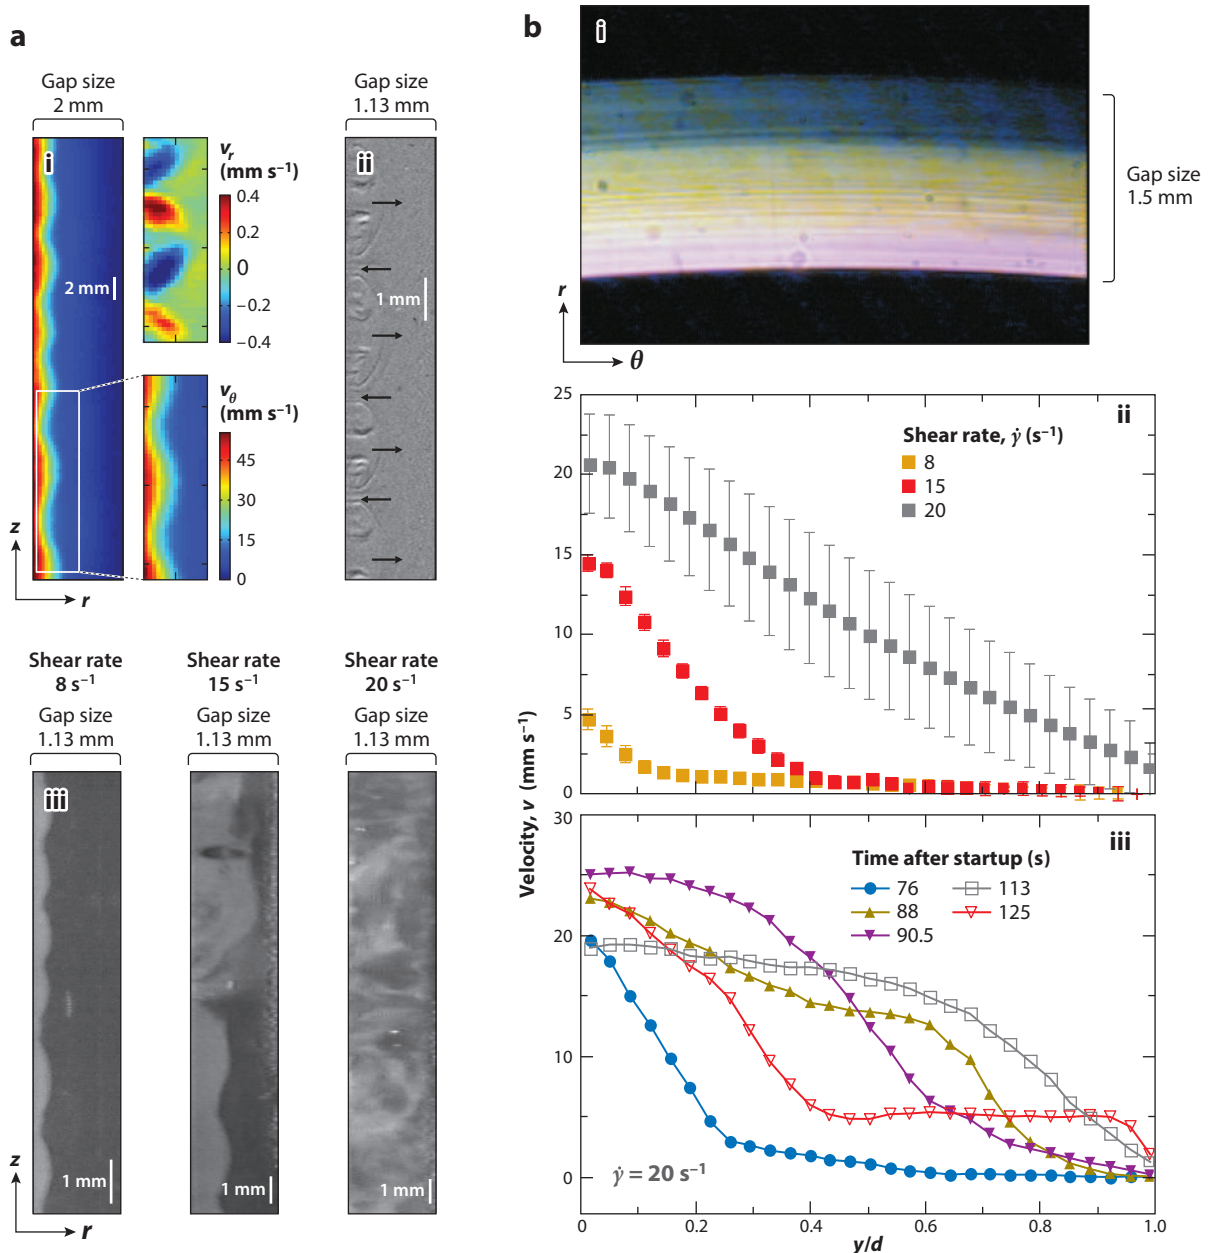 a
Gap size
2 mm
i
2 mm
v_r
(mm s⁻¹)
0.4
0.2
0
−0.2
−0.4
v_θ
(mm s⁻¹)
45
30
15
0
z
r
Gap size
1.13 mm
ii
1 mm
Shear rate
8 s⁻¹
Gap size
1.13 mm
iii
1 mm
z
r
Shear rate
15 s⁻¹
Gap size
1.13 mm
1 mm
Shear rate
20 s⁻¹
Gap size
1.13 mm
1 mm
b
i
Gap size
1.5 mm
r
θ
25
20
15
10
5
0
ii
Shear rate, γ̇ (s⁻¹)
8
15
20
Velocity, v (mm s⁻¹)
30
20
10
0
iii
Time after startup (s)
76
88
90.5
113
125
γ̇ = 20 s⁻¹
0
0.2
0.4
0.6
0.8
1.0
y/d